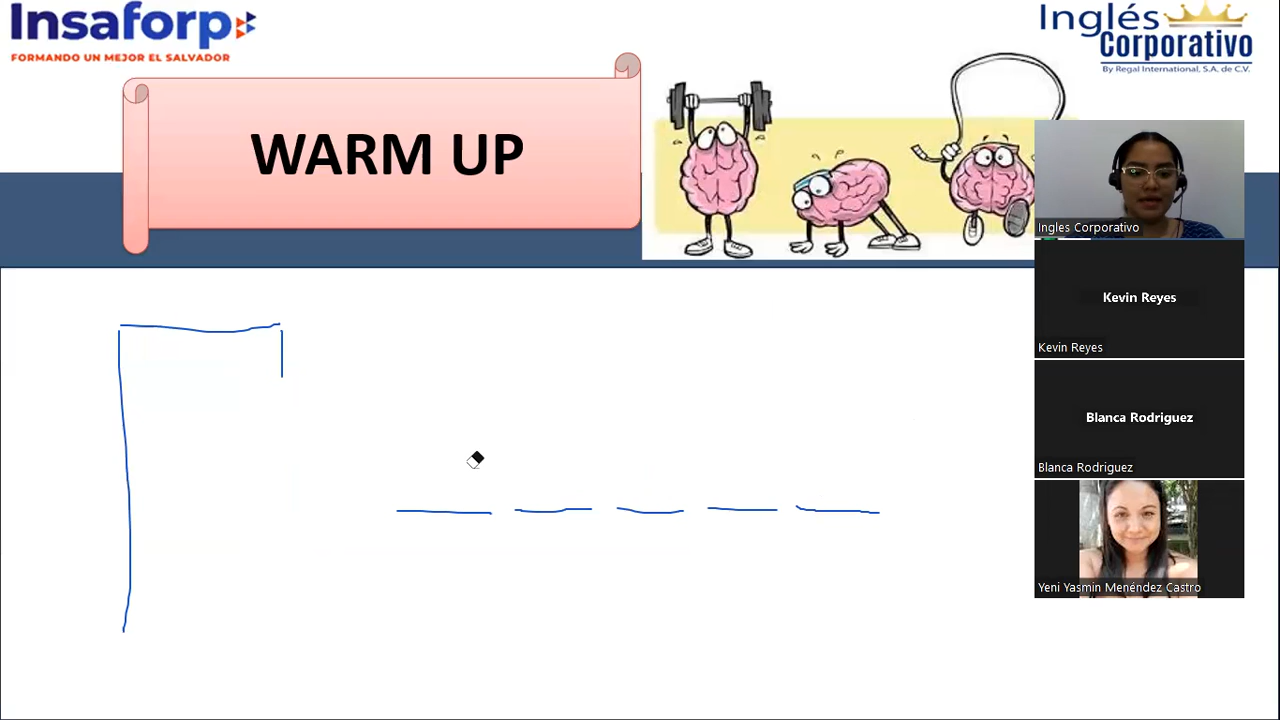 Insaforp
FORMANDO UN MEJOR EL SALVADOR
Inglés
Corporativo
By Regal International, S.A. de C.V.
WARM UP
Ingles Corporativo
Kevin Reyes
Kevin Reyes
Blanca Rodriguez
Blanca Rodriguez
Yeni Yasmin Menéndez Castro